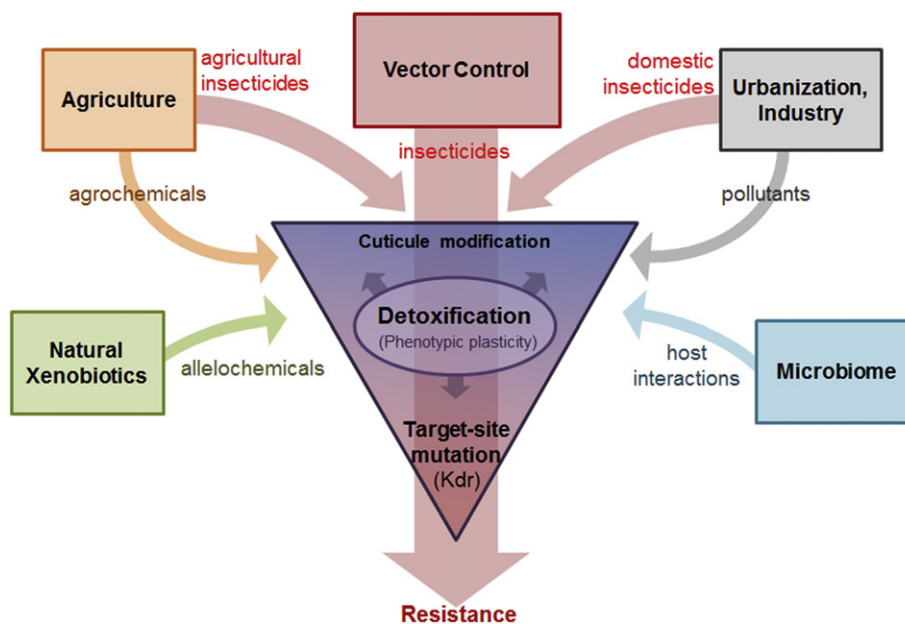 agricultural
insecticides
Vector Control
domestic
insecticides
Agriculture
Urbanization,
Industry
insecticides
agrochemicals
pollutants
Cuticule modification
Detoxification
(Phenotypic plasticity)
Natural
Xenobiotics
allelochemicals
host
interactions
Microbiome
Target-site
mutation
(Kdr)
Resistance